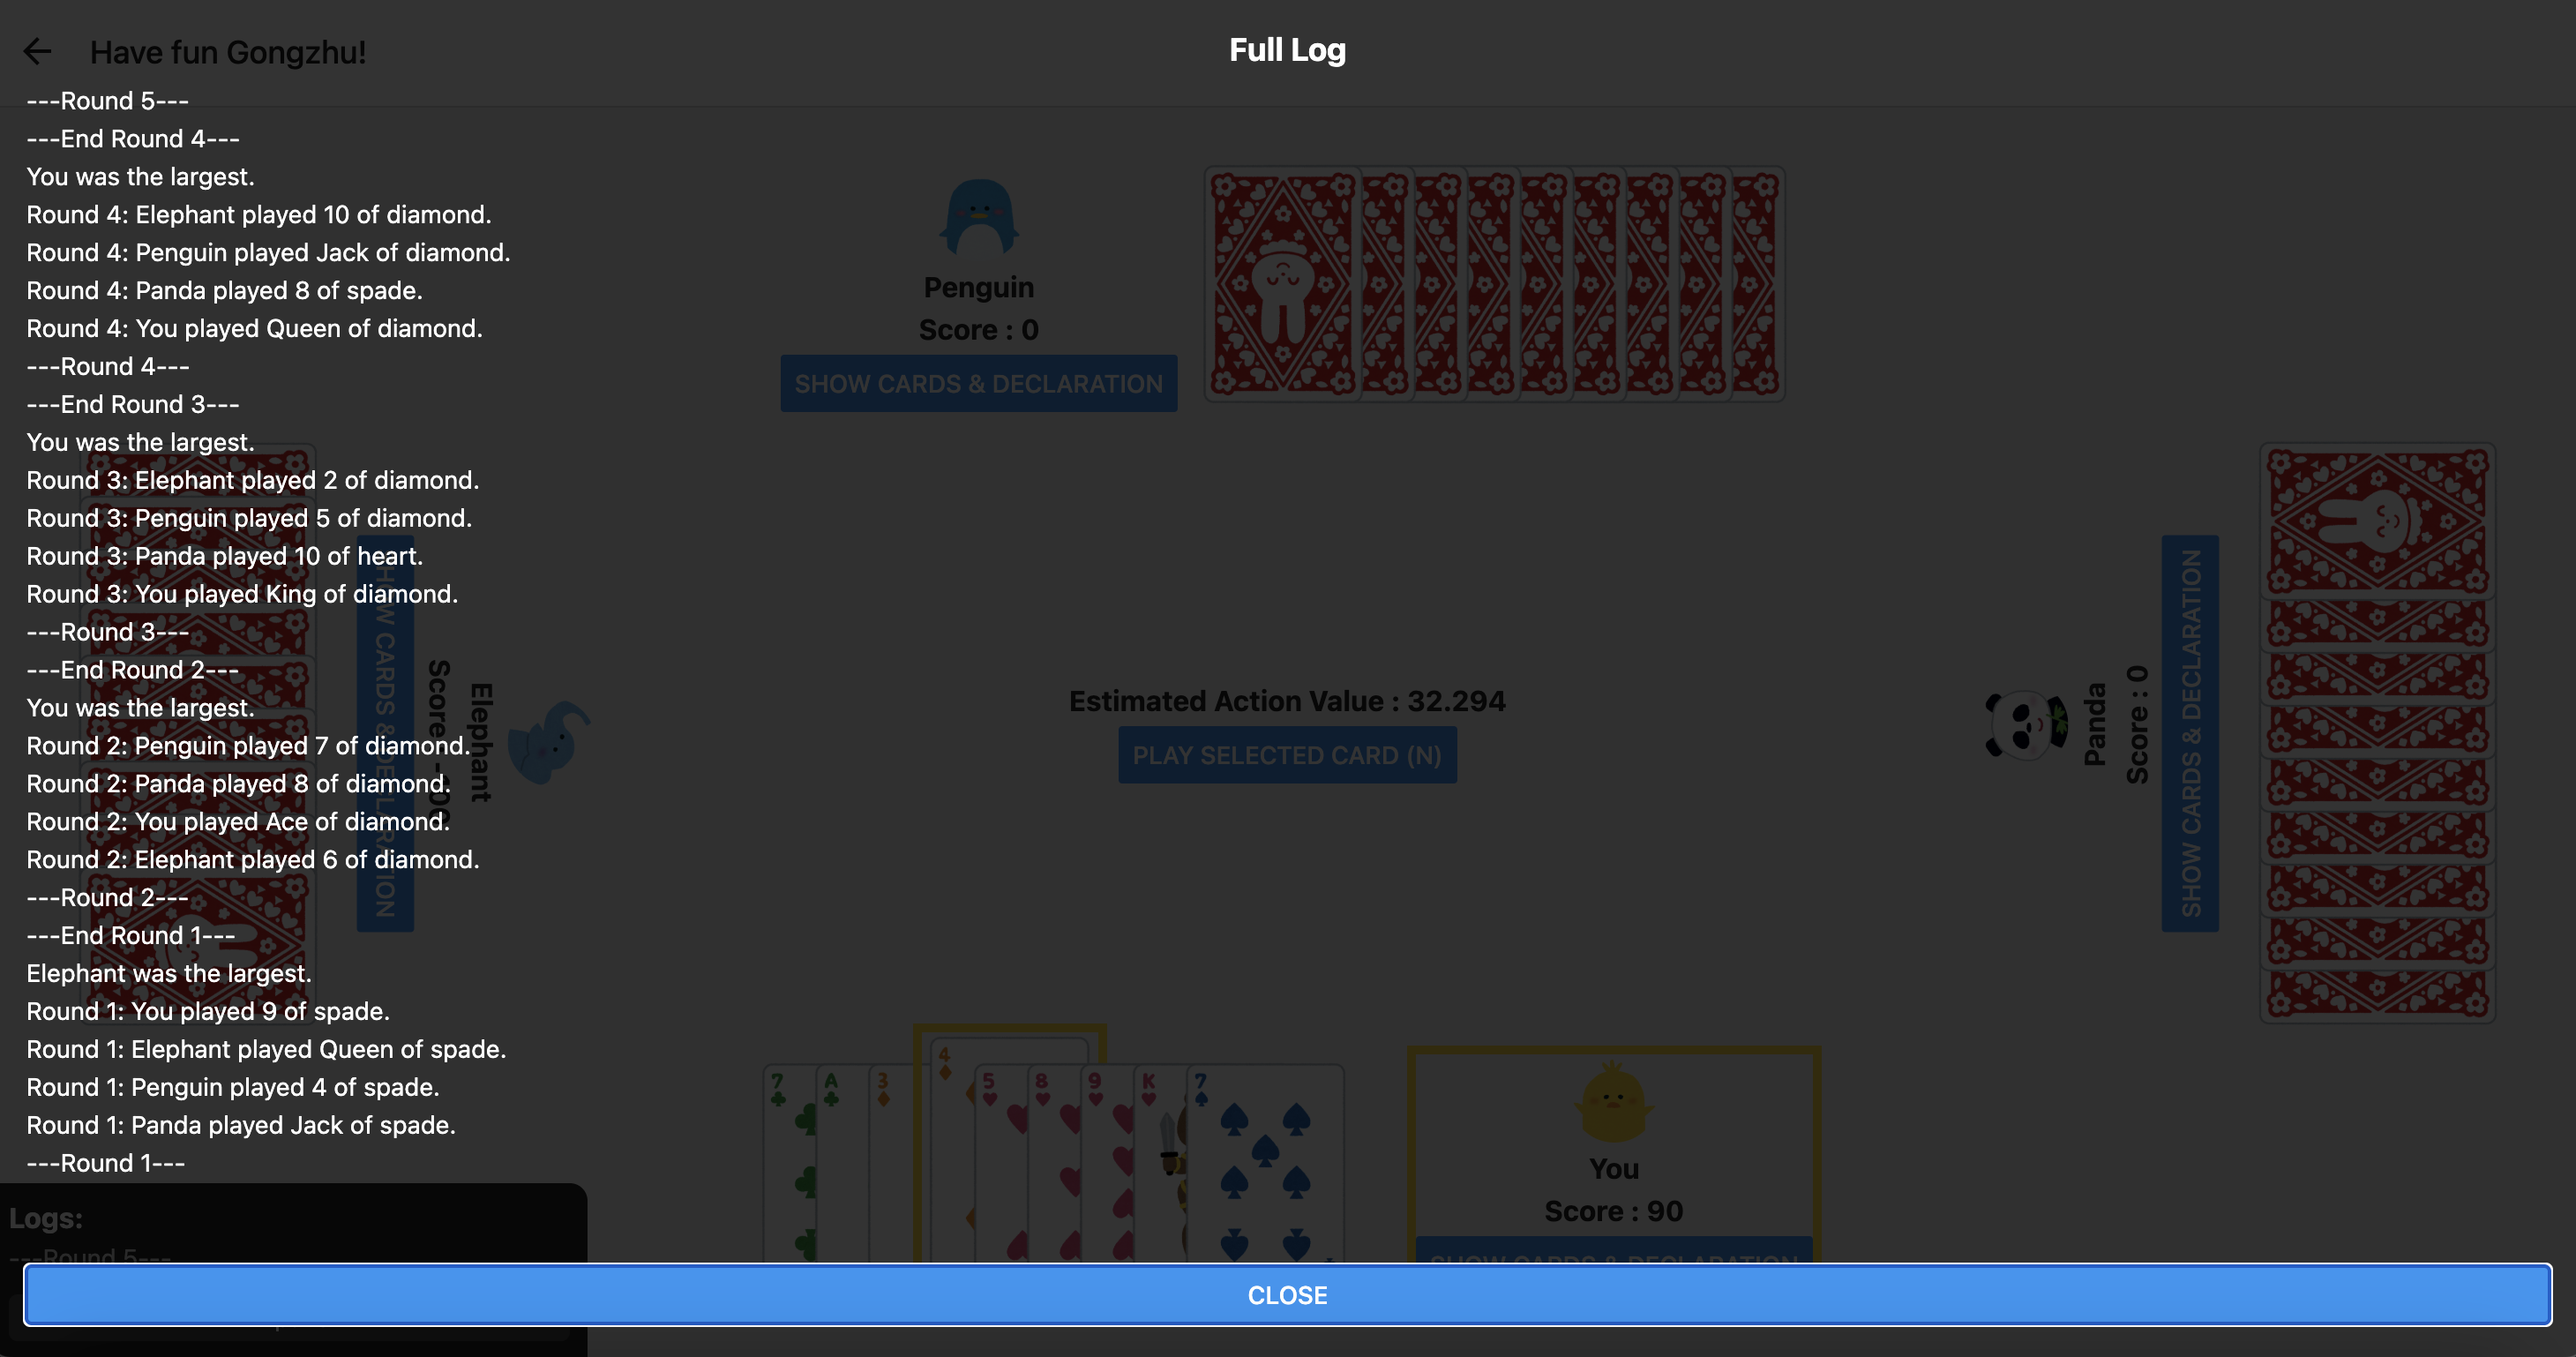 Have fun Gongzhu!
Full Log
---Round 5---
---End Round 4---
You was the largest.
Round 4: Elephant played 10 of diamond.
Round 4: Penguin played Jack of diamond.
Round 4: Panda played 8 of spade.
Round 4: You played Queen of diamond.
---Round 4---
---End Round 3---
You was the largest.
Round 3: Elephant played 2 of diamond.
Round 3: Penguin played 5 of diamond.
Round 3: Panda played 10 of heart.
Round 3: You played King of diamond.
---Round 3---
---End Round 2---
You was the largest.
Round 2: Penguin played 7 of diamond.
Round 2: Panda played 8 of diamond.
Round 2: You played Ace of diamond.
Round 2: Elephant played 6 of diamond.
---Round 2---
---End Round 1---
Elephant was the largest.
Round 1: You played 9 of spade.
Round 1: Elephant played Queen of spade.
Round 1: Penguin played 4 of spade.
Round 1: Panda played Jack of spade.
---Round 1---
Logs:
---Round 5---
Penguin
Score : 0
SHOW CARDS & DECLARATION
SHOW CARDS & DECLARATION
Score
Elephant
Estimated Action Value : 32.294
PLAY SELECTED CARD (N)
Panda
Score : 0
SHOW CARDS & DECLARATION
7
A
3
4
5
8
9
K
7
You
Score : 90
SHOW CARDS & DECLARATION
CLOSE